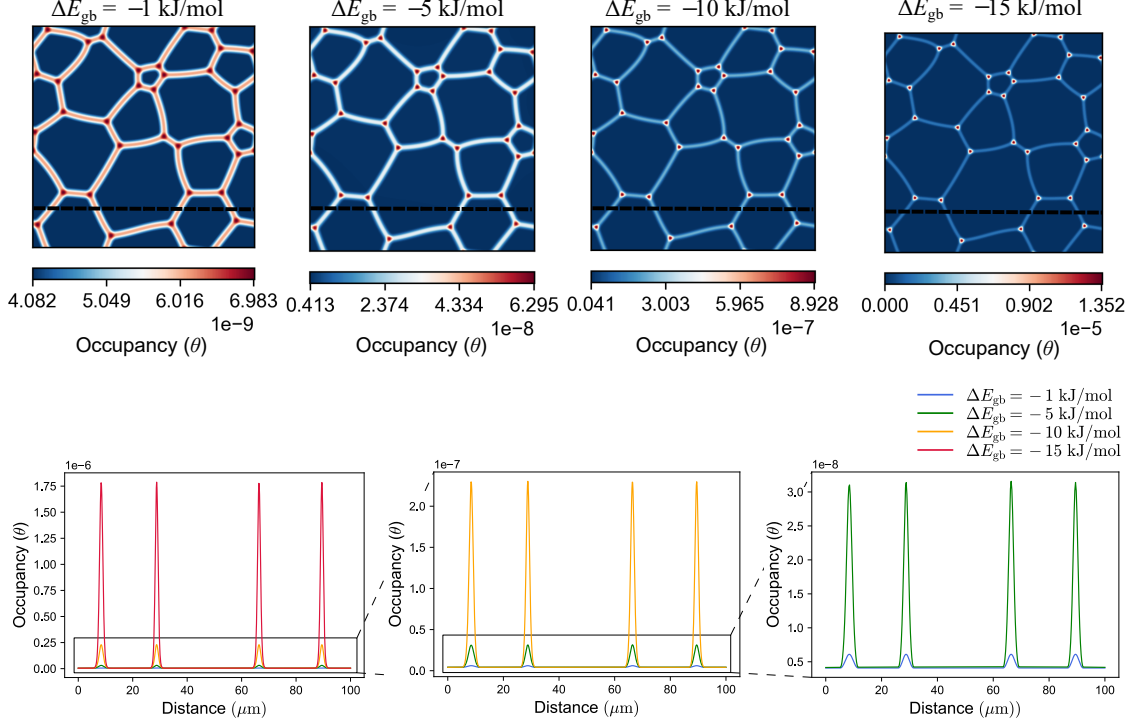 ΔE_gb = −1 kJ/mol
ΔE_gb = −5 kJ/mol
ΔE_gb = −10 kJ/mol
ΔE_gb = −15 kJ/mol
4.082 5.049 6.016 6.983
1e−9
Occupancy (θ)
0.413 2.374 4.334 6.295
1e−8
Occupancy (θ)
0.041 3.003 5.965 8.928
1e−7
Occupancy (θ)
0.000 0.451 0.902 1.352
1e−5
Occupancy (θ)
ΔE_gb = − 1 kJ/mol
ΔE_gb = − 5 kJ/mol
ΔE_gb = − 10 kJ/mol
ΔE_gb = − 15 kJ/mol
1e−6
Occupancy (θ)
1.75
1.50
1.25
1.00
0.75
0.50
0.25
0.00
0 20 40 60 80 100
Distance (μm)
1e−7
Occupancy (θ)
2.0
1.5
1.0
0.5
0.0
0 20 40 60 80 100
Distance (μm)
1e−8
Occupancy (θ)
3.0
2.5
2.0
1.5
1.0
0.5
0 20 40 60 80 100
Distance (μm))